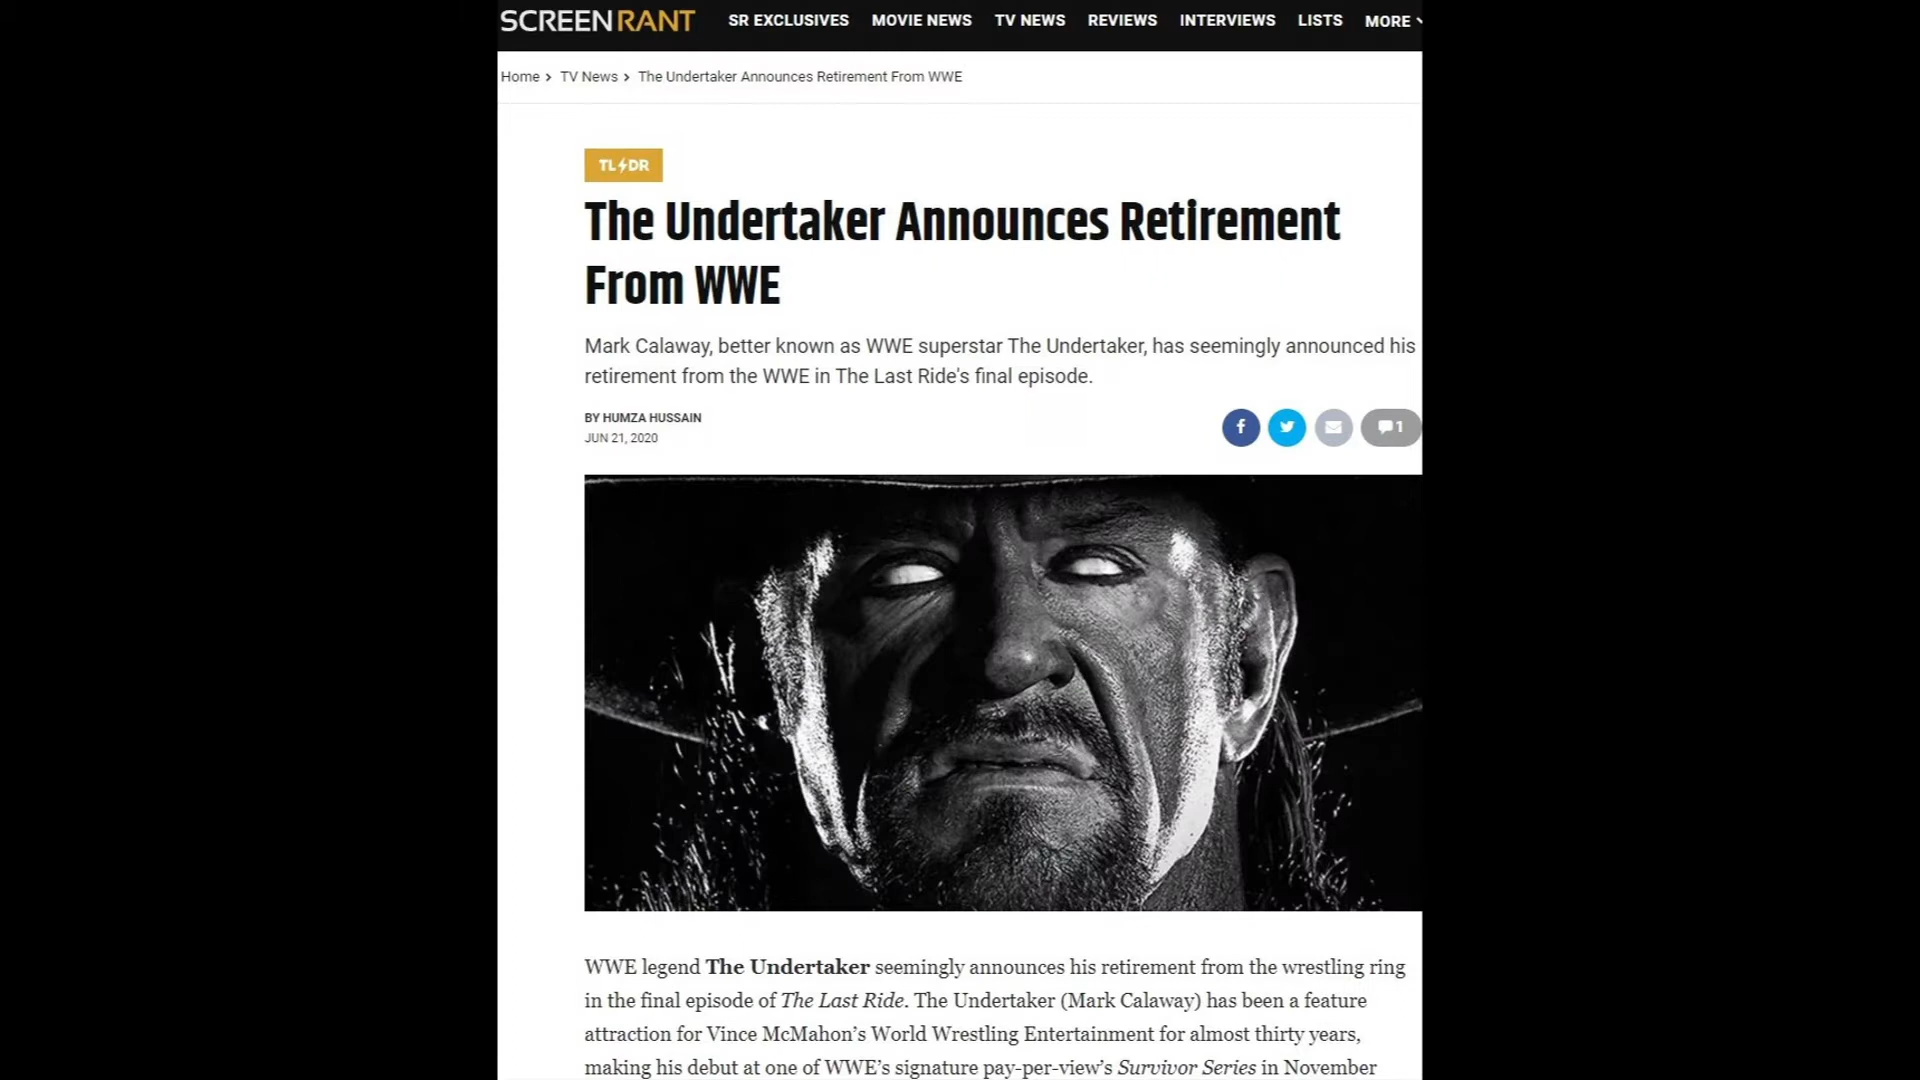 SCREENRANT SR EXCLUSIVES MOVIE NEWS TV NEWS REVIEWS INTERVIEWS LISTS MORE
Home > TV News > The Undertaker Announces Retirement From WWE
TL DR
The Undertaker Announces Retirement
From WWE
Mark Calaway, better known as WWE superstar The Undertaker, has seemingly announced his
retirement from the WWE in The Last Ride's final episode.
BY HUMZA HUSSAIN
JUN 21, 2020
1
WWE legend The Undertaker seemingly announces his retirement from the wrestling ring
in the final episode of The Last Ride. The Undertaker (Mark Calaway) has been a feature
attraction for Vince McMahon’s World Wrestling Entertainment for almost thirty years,
making his debut at one of WWE’s signature pay-per-view’s Survivor Series in November